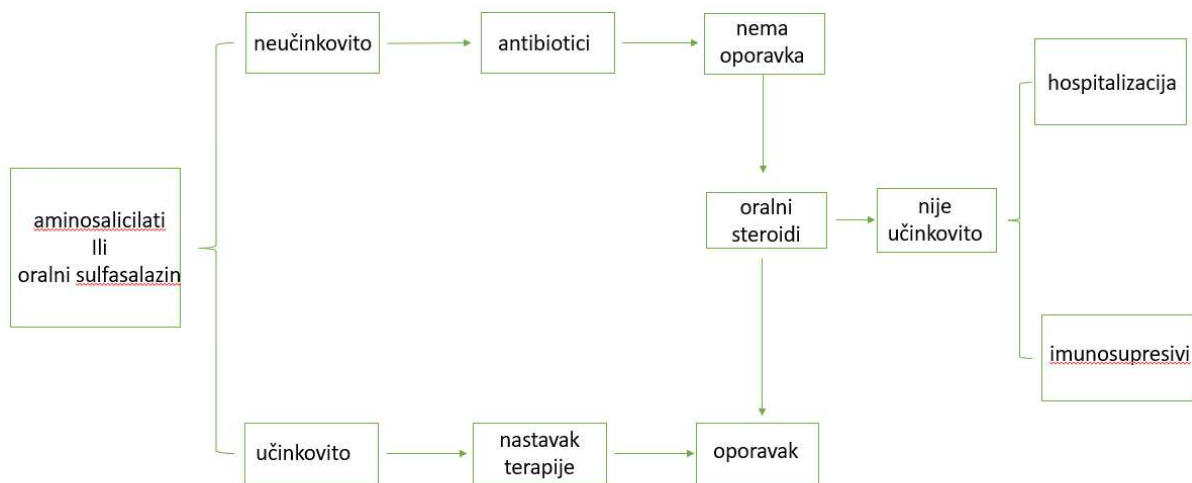 aminosalicilati
Ili
oralni sulfasalazin
neučinkovito
antibiotici
nema
oporavka
oralni
steroidi
nije
učinkovito
hospitalizacija
imunosupresivi
učinkovito
nastavak
terapije
oporavak